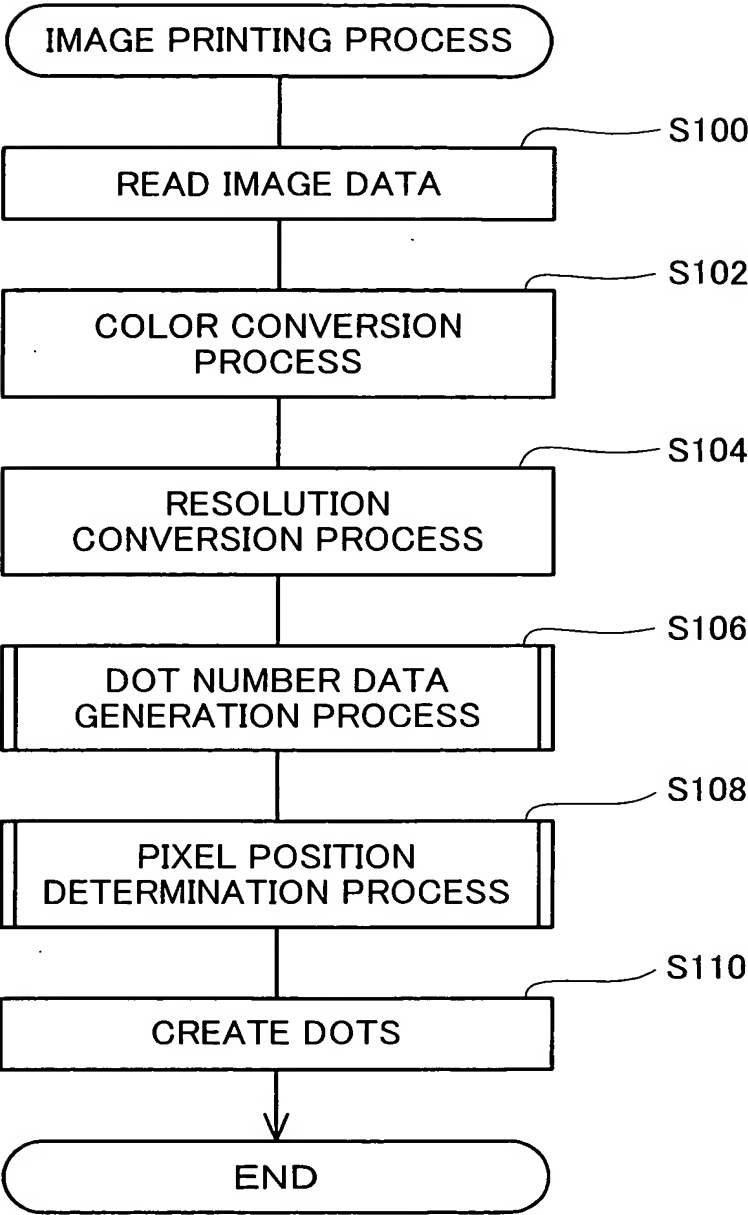 IMAGE PRINTING PROCESS
S100
READ IMAGE DATA
S102
COLOR CONVERSION
PROCESS
S104
RESOLUTION
CONVERSION PROCESS
S106
DOT NUMBER DATA
GENERATION PROCESS
S108
PIXEL POSITION
DETERMINATION PROCESS
S110
CREATE DOTS
END